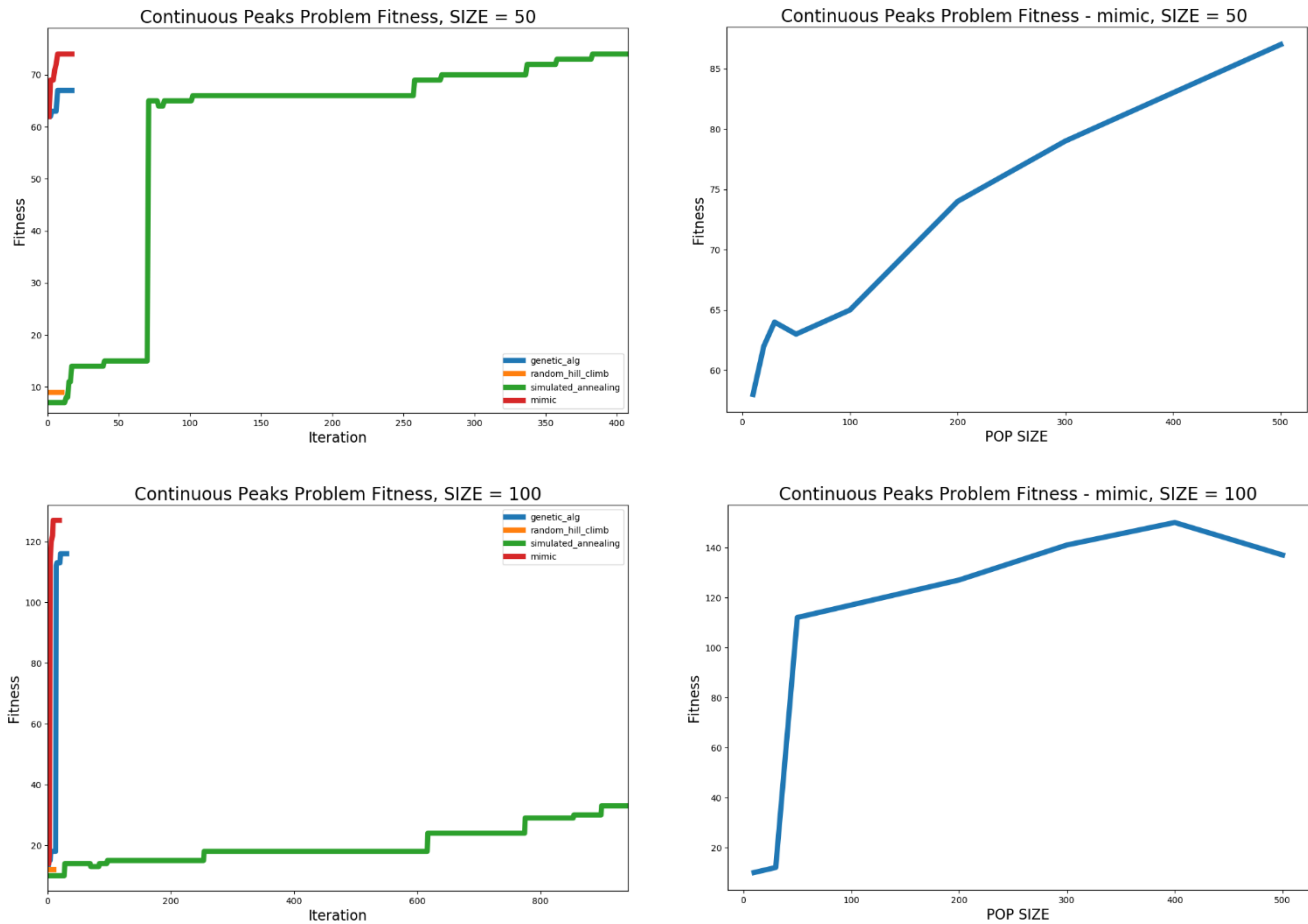 Continuous Peaks Problem Fitness, SIZE = 50
70
60
50
40
30
20
10
Fitness
0
50
100
150
200
250
300
350
400
Iteration
genetic_alg
random_hill_climb
simulated_annealing
mimic
Continuous Peaks Problem Fitness - mimic, SIZE = 50
85
80
75
70
65
60
Fitness
0
100
200
300
400
500
POP SIZE
Continuous Peaks Problem Fitness, SIZE = 100
120
100
80
60
40
20
Fitness
0
200
400
600
800
Iteration
genetic_alg
random_hill_climb
simulated_annealing
mimic
Continuous Peaks Problem Fitness - mimic, SIZE = 100
140
120
100
80
60
40
20
Fitness
0
100
200
300
400
500
POP SIZE